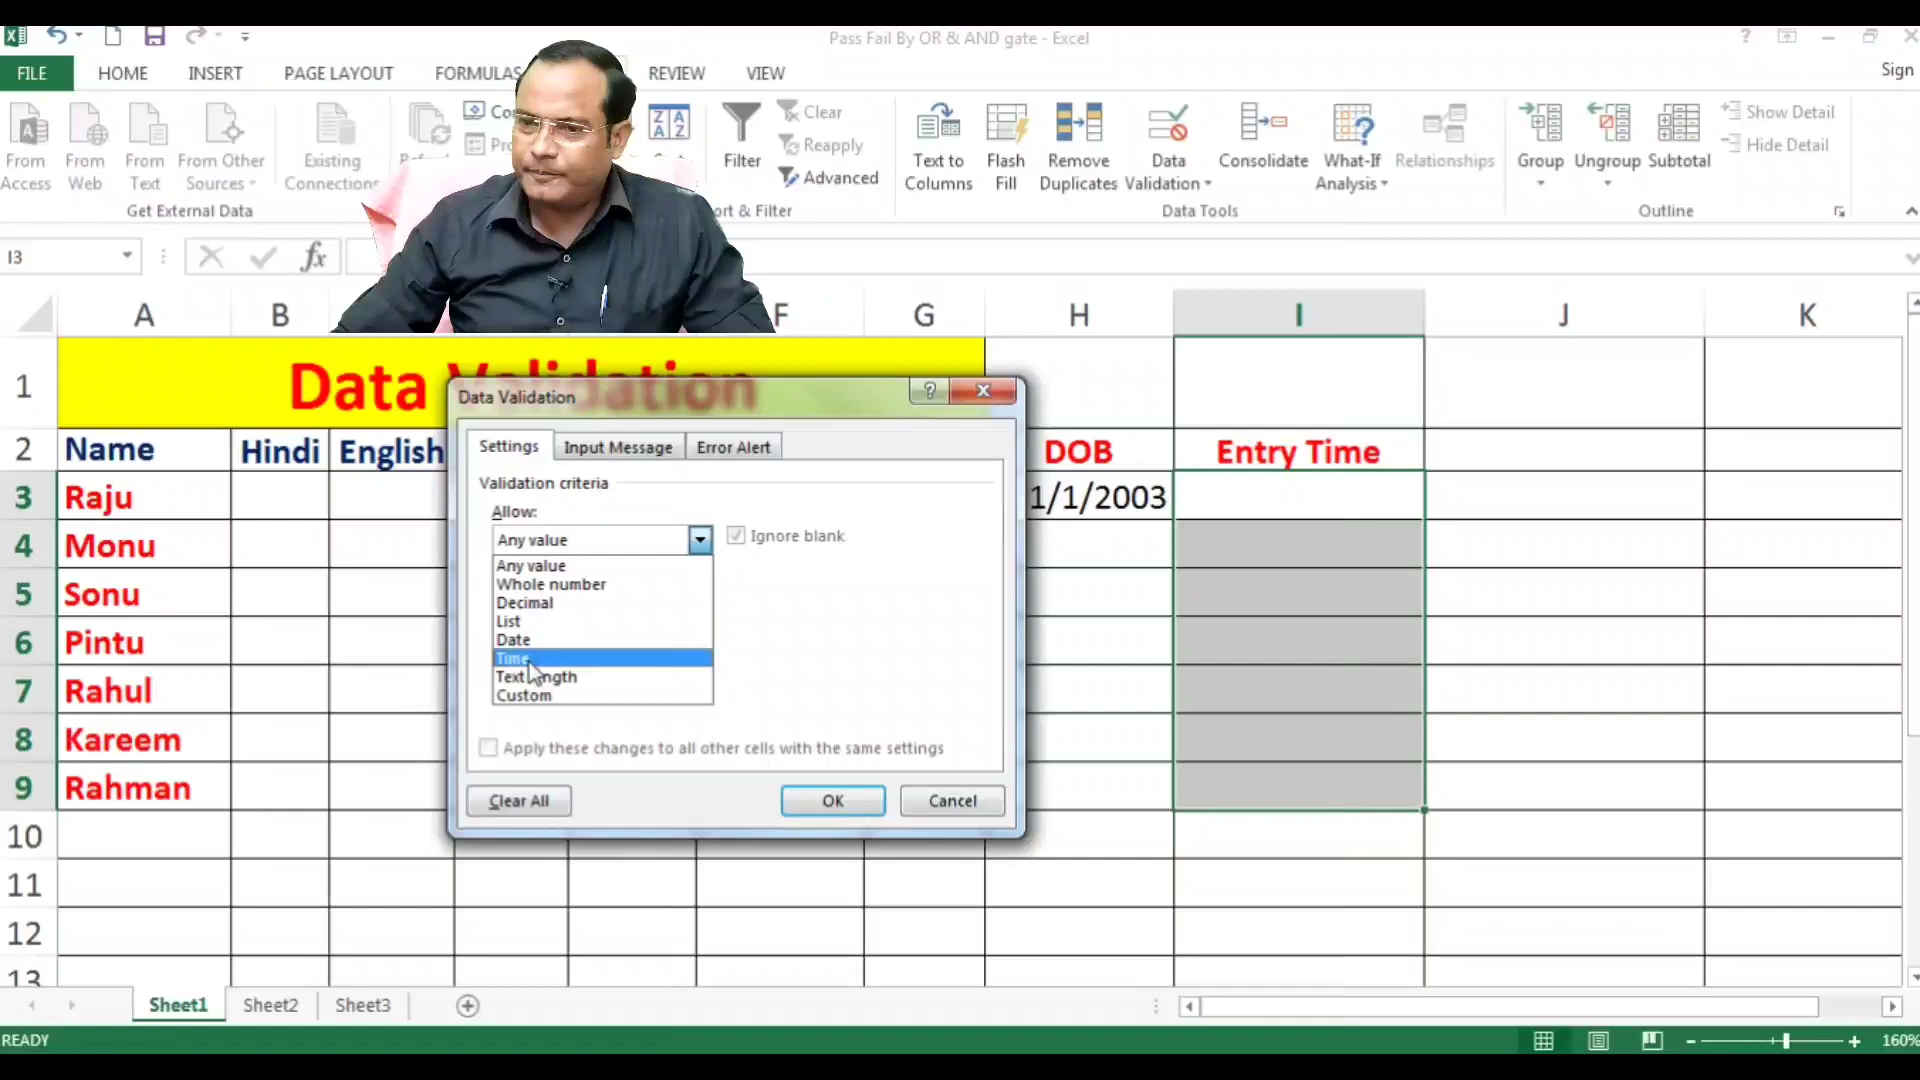 Pass Fail By OR & AND gate - Excel
FILE HOME INSERT PAGE LAYOUT FORMULAS REVIEW VIEW Sign
From Access
From Web
From Text
From Other Sources
Existing Connections
Get External Data
Filter
Clear
Reapply
Advanced
Text to Columns
Flash Fill
Remove Duplicates
Data Validation
Consolidate
What-If Analysis
Relationships
Data Tools
Group
Ungroup
Subtotal
Show Detail
Hide Detail
Outline
I3
fx
A B F G H I J K
1 Data Validation
2 Name Hindi English DOB Entry Time
3 Raju 1/1/2003
4 Monu
5 Sonu
6 Pintu
7 Rahul
8 Kareem
9 Rahman
10
11
12
13
Data Validation
Settings Input Message Error Alert
Validation criteria
Allow:
Any value Ignore blank
Any value
Whole number
Decimal
List
Date
Time
Text length
Custom
Apply these changes to all other cells with the same settings
Clear All OK Cancel
Sheet1 Sheet2 Sheet3
READY 160%